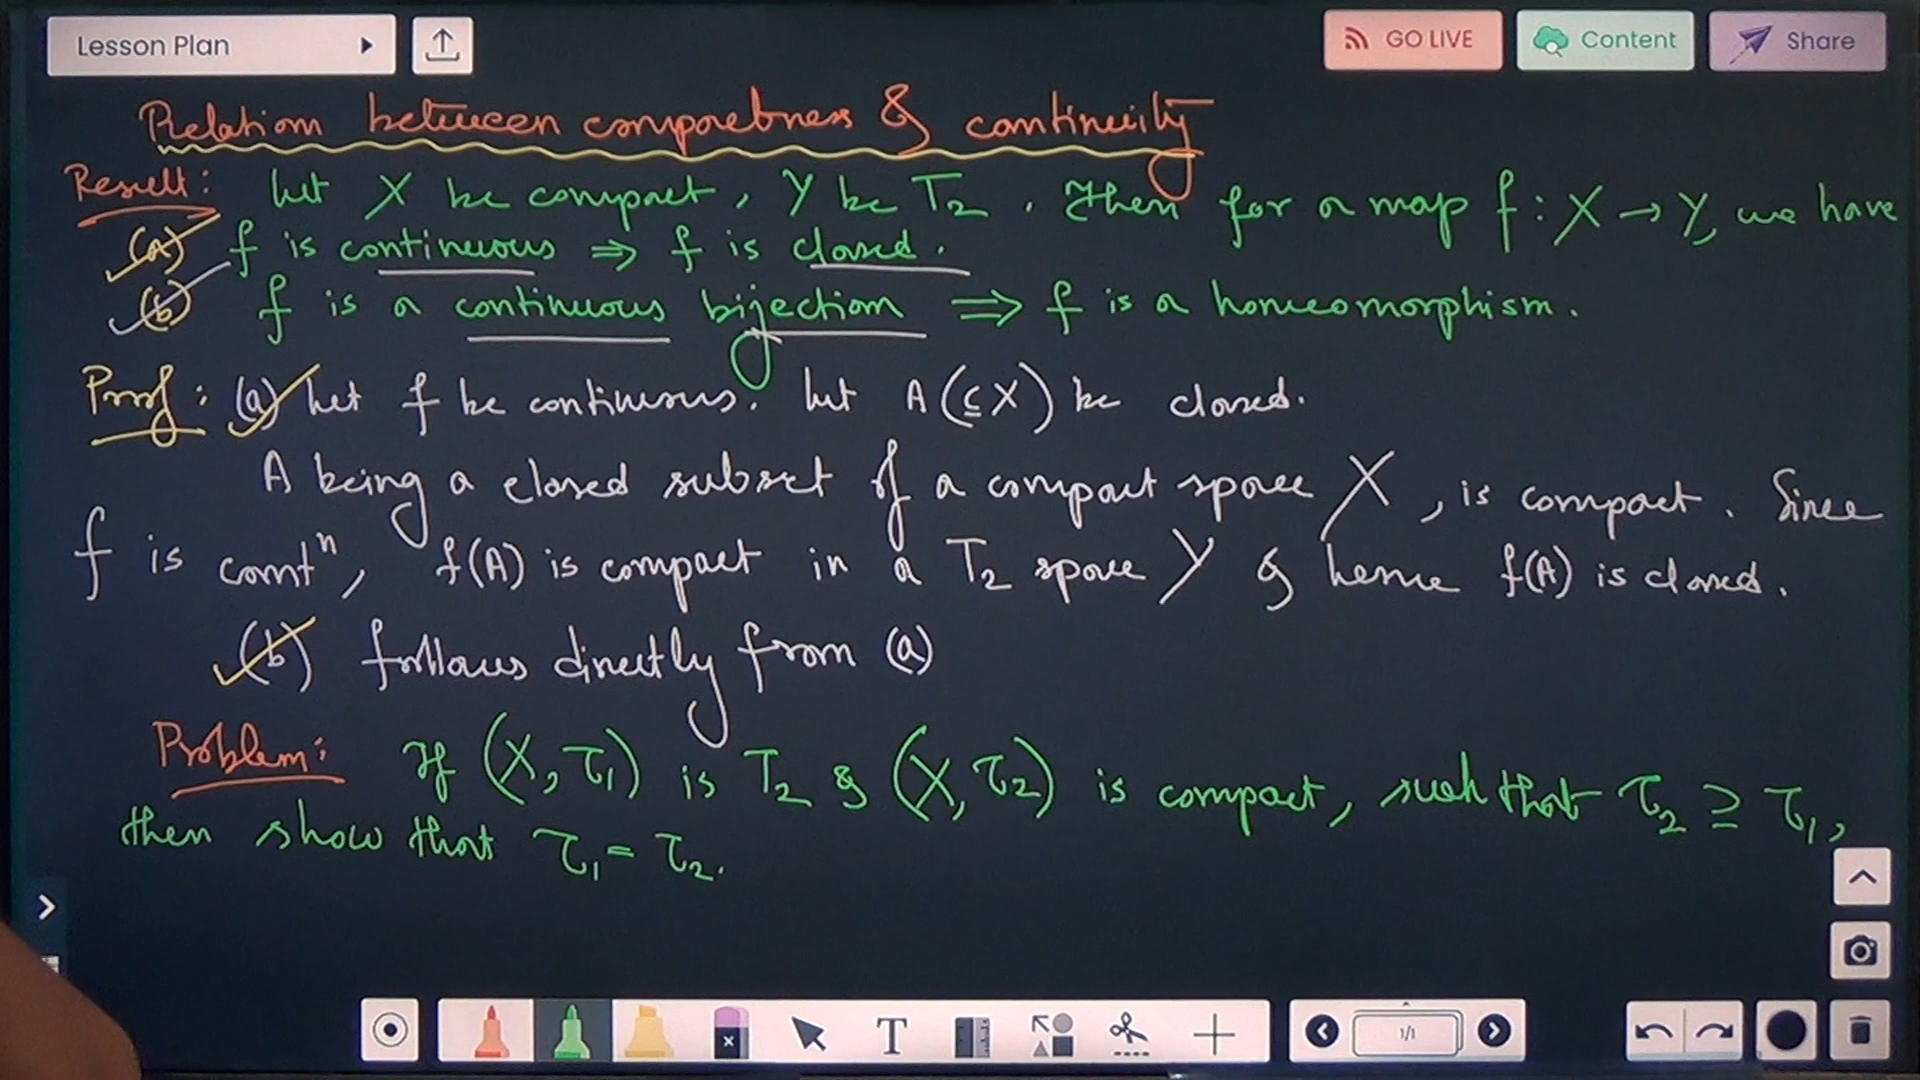 Lesson Plan
GO LIVE
Content
Share
Relation between compactness & continuity
Result: Let X be compact, Y be T₂. Then for a map f : X → Y, we have
(a) f is continuous ⇒ f is closed.
(b) f is a continuous bijection ⇒ f is a homeomorphism.
Proof: (a) Let f be continuous. Let A(⊆X) be closed.
A being a closed subset of a compact space X, is compact. Since
f is contⁿ, f(A) is compact in a T₂ space Y & hence f(A) is closed.
(b) follows directly from (a)
Problem: If (X, τ₁) is T₂ & (X, τ₂) is compact, such that τ₂ ⊇ τ₁,
then show that τ₁ = τ₂.
T
1/1